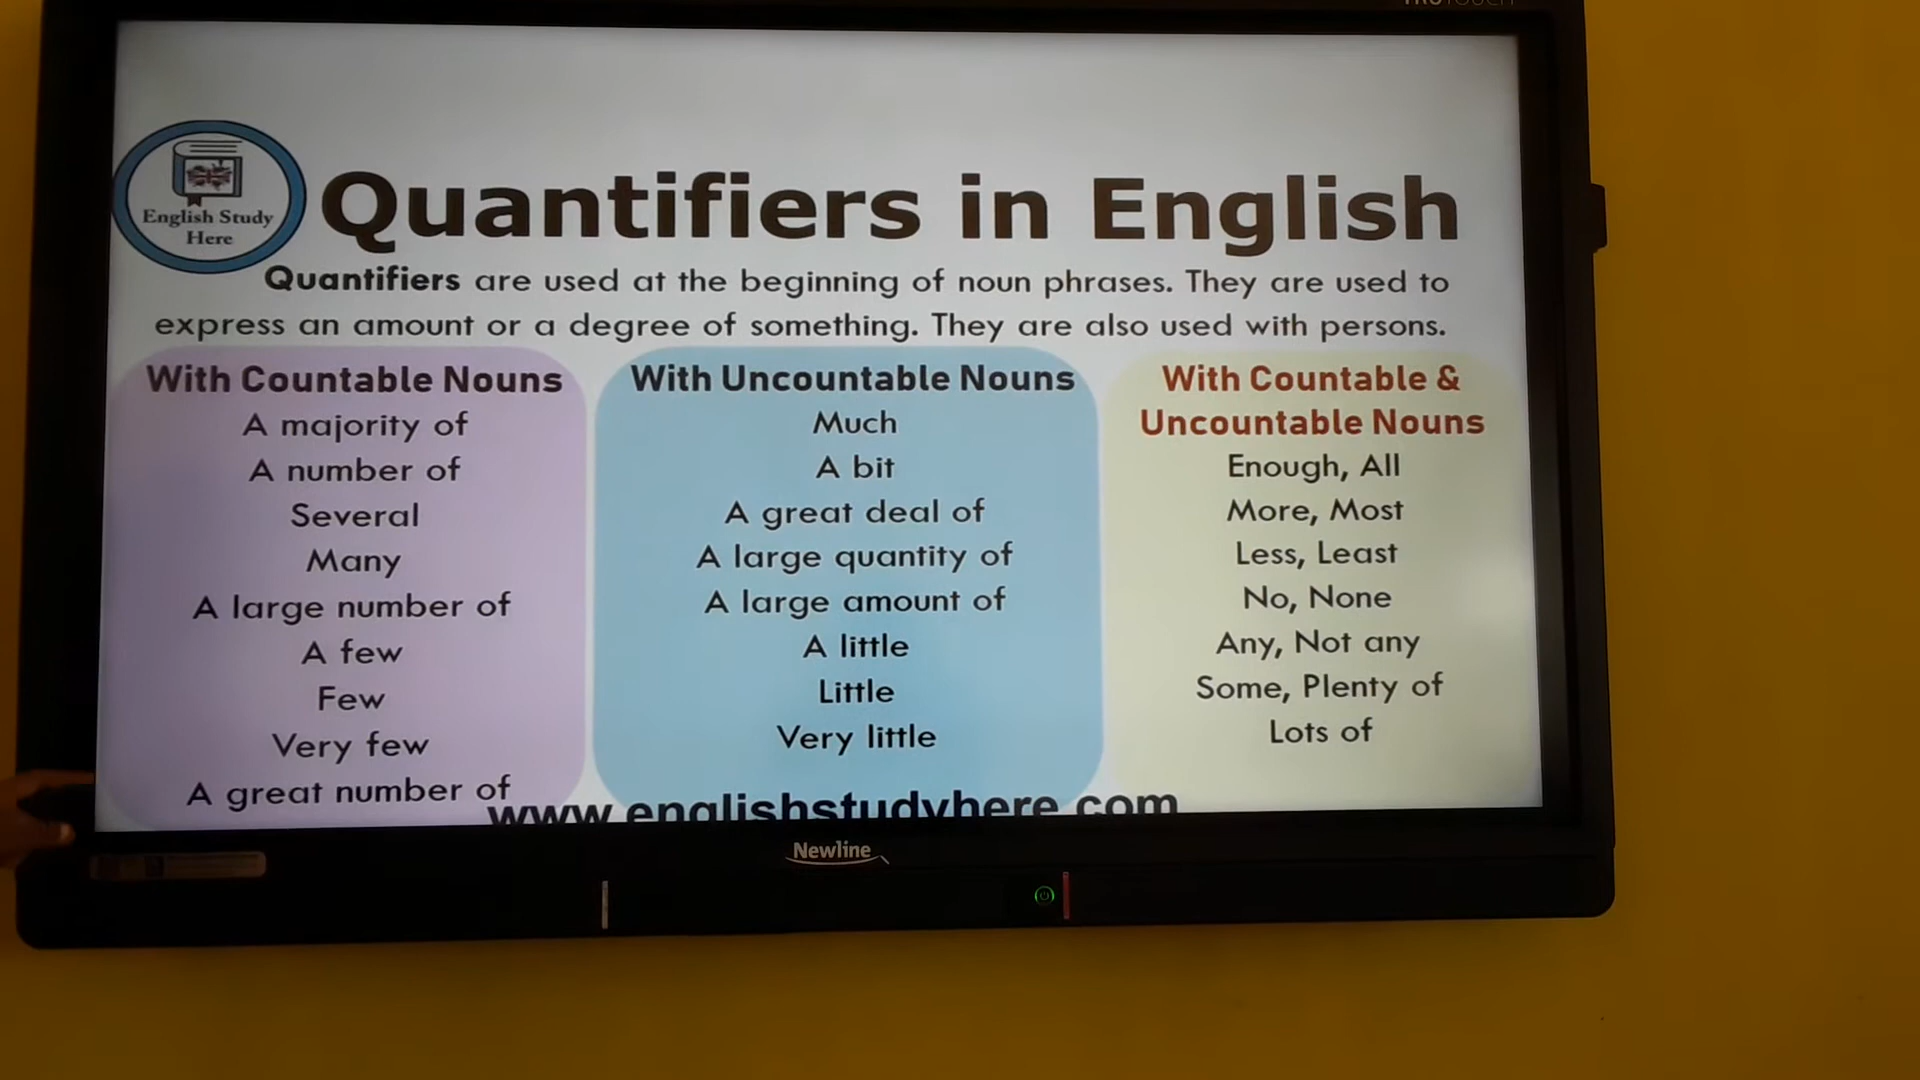 English Study
Here
Quantifiers in English
Quantifiers are used at the beginning of noun phrases. They are used to
express an amount or a degree of something. They are also used with persons.
With Countable Nouns
A majority of
A number of
Several
Many
A large number of
A few
Few
Very few
A great number of
With Uncountable Nouns
Much
A bit
A great deal of
A large quantity of
A large amount of
A little
Little
Very little
With Countable &
Uncountable Nouns
Enough, All
More, Most
Less, Least
No, None
Any, Not any
Some, Plenty of
Lots of
www.englishstudyhere.com
Newline